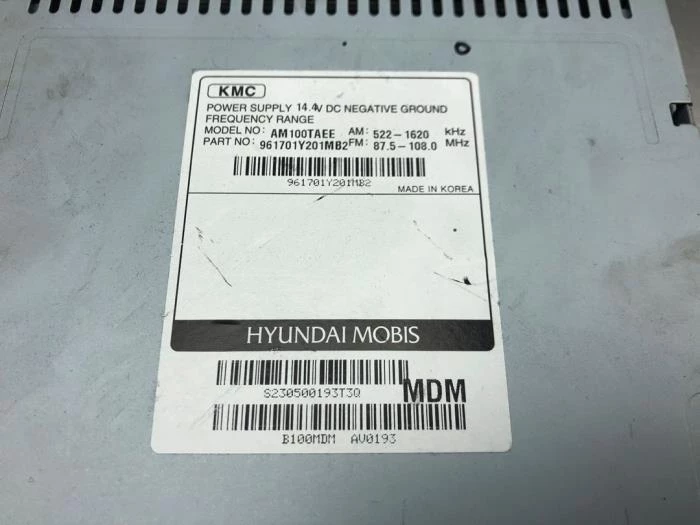 KMC
POWER SUPPLY 14.4V DC NEGATIVE GROUND
FREQUENCY RANGE
MODEL NO: AM100TAEE AM: 522-1620 kHz
PART NO: 961701Y201MB2 FM: 87.5-108.0 MHz
961701Y201MB2
MADE IN KOREA
HYUNDAI MOBIS
S230500193T3Q
MDM
B100MDM AV0193